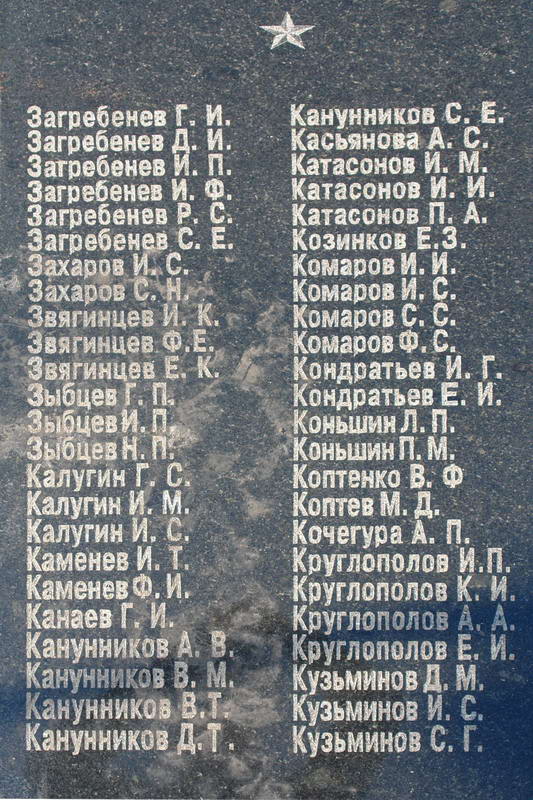 Загребенев Г. И.
Загребенев Д. И.
Загребенев И. П.
Загребенев И. Ф.
Загребенев Р. С.
Загребенев С. Е.
Захаров И. С.
Захаров С. Н.
Звягинцев И. К.
Звягинцев Ф.Е.
Звягинцев Е. К.
Зыбцев Г. П.
Зыбцев И. П.
Зыбцев Н. П.
Калугин Г. С.
Калугин И. М.
Калугин И. С.
Каменев И. Т.
Каменев Ф. И.
Канаев Г. И.
Канунников А. В.
Канунников В. М.
Канунников В.Т.
Канунников Д.Т.
Канунников С. Е.
Касьянова А. С.
Катасонов И. М.
Катасонов И. И.
Катасонов П. А.
Козинков Е.З.
Комаров И. И.
Комаров И. С.
Комаров С. С.
Комаров Ф. С.
Кондратьев И. Г.
Кондратьев Е. И.
Коньшин Л. П.
Коньшин П. М.
Коптенко В. Ф
Коптев М. Д.
Кочегура А. П.
Круглополов И.П.
Круглополов К. И.
Круглополов А. А.
Круглополов Е. И.
Кузьминов Д. М.
Кузьминов И. С.
Кузьминов С. Г.